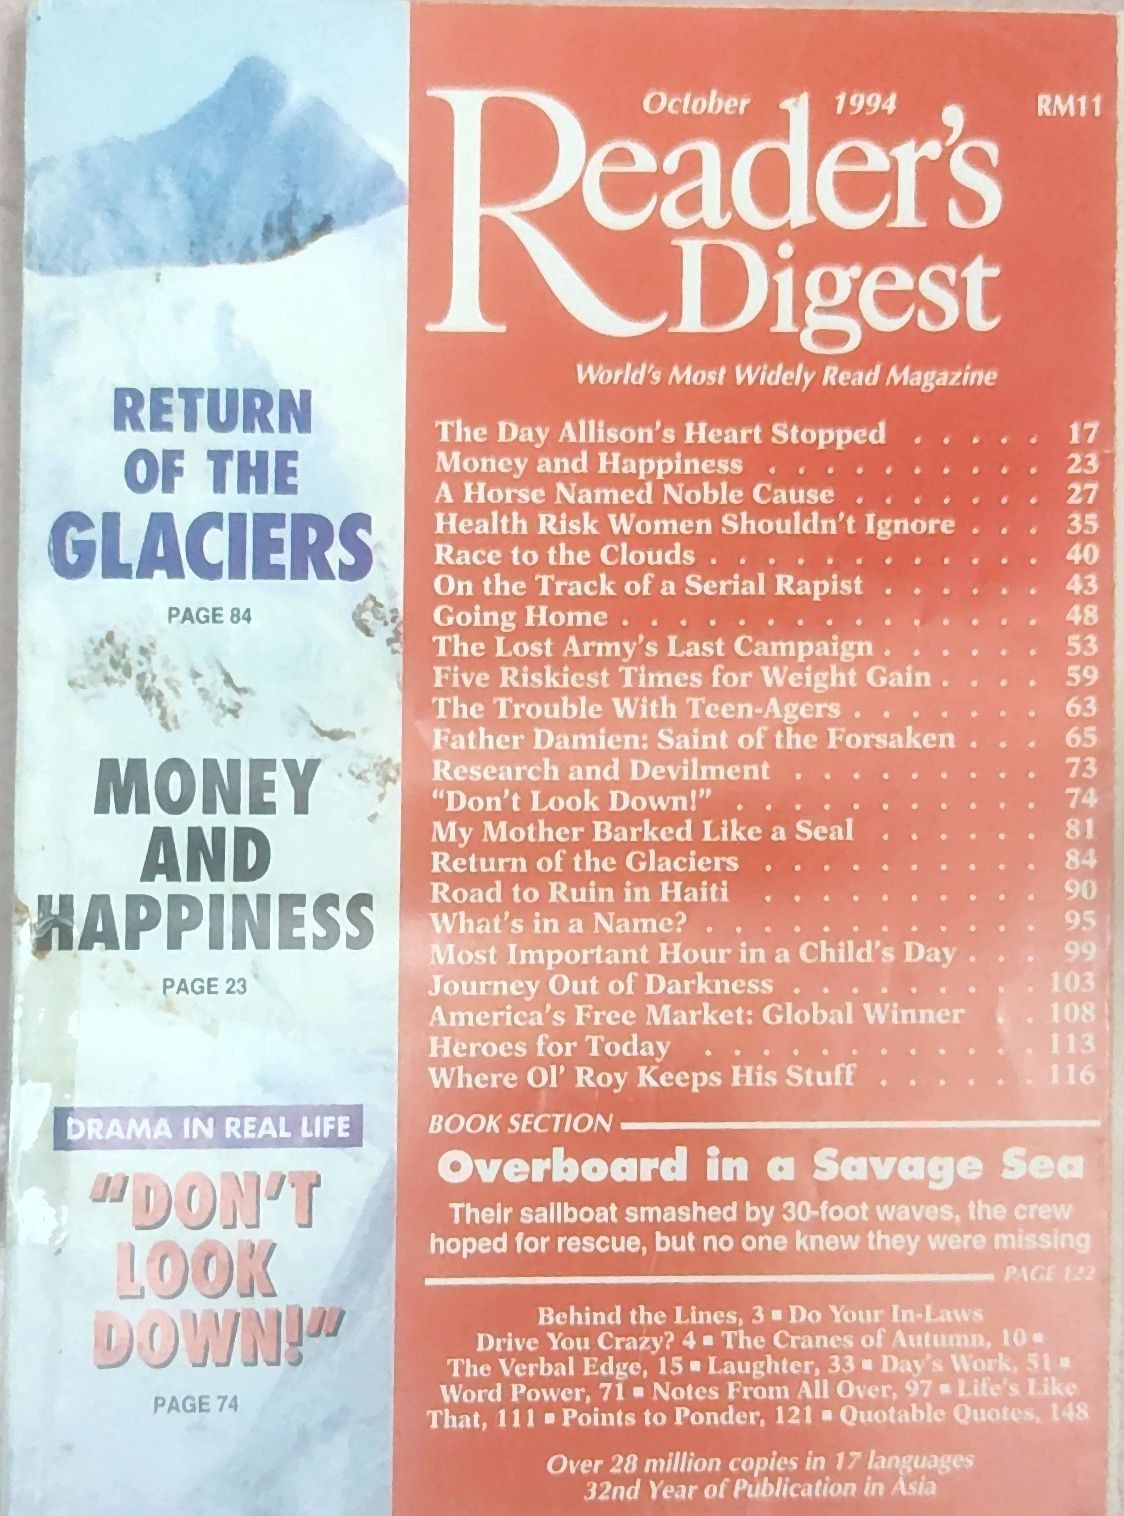 RETURN
OF THE
GLACIERS
PAGE 84
MONEY
AND
HAPPINESS
PAGE 23
DRAMA IN REAL LIFE
"DON'T
LOOK
DOWN!"
PAGE 74
October 1994 RM11
Reader's
Digest
World's Most Widely Read Magazine
The Day Allison's Heart Stopped . . . . . 17
Money and Happiness . . . . . . . . . . 23
A Horse Named Noble Cause . . . . . . . 27
Health Risk Women Shouldn't Ignore . . . 35
Race to the Clouds . . . . . . . . . . . . 40
On the Track of a Serial Rapist . . . . . . 43
Going Home . . . . . . . . . . . . . . . 48
The Lost Army's Last Campaign . . . . . . 53
Five Riskiest Times for Weight Gain . . . . 59
The Trouble With Teen-Agers . . . . . . . 63
Father Damien: Saint of the Forsaken . . . 65
Research and Devilment . . . . . . . . . 73
"Don't Look Down!" . . . . . . . . . . . 74
My Mother Barked Like a Seal . . . . . . 81
Return of the Glaciers . . . . . . . . . . 84
Road to Ruin in Haiti . . . . . . . . . . 90
What's in a Name? . . . . . . . . . . . . 95
Most Important Hour in a Child's Day . . . 99
Journey Out of Darkness . . . . . . . . . 103
America's Free Market: Global Winner . . 108
Heroes for Today . . . . . . . . . . . . 113
Where Ol' Roy Keeps His Stuff . . . . . . 116
BOOK SECTION
Overboard in a Savage Sea
Their sailboat smashed by 30-foot waves, the crew
hoped for rescue, but no one knew they were missing
PAGE 122
Behind the Lines, 3 ▪ Do Your In-Laws
Drive You Crazy? 4 ▪ The Cranes of Autumn, 10 ▪
The Verbal Edge, 15 ▪ Laughter, 33 ▪ Day's Work, 51 ▪
Word Power, 71 ▪ Notes From All Over, 97 ▪ Life's Like
That, 111 ▪ Points to Ponder, 121 ▪ Quotable Quotes, 148
Over 28 million copies in 17 languages
32nd Year of Publication in Asia